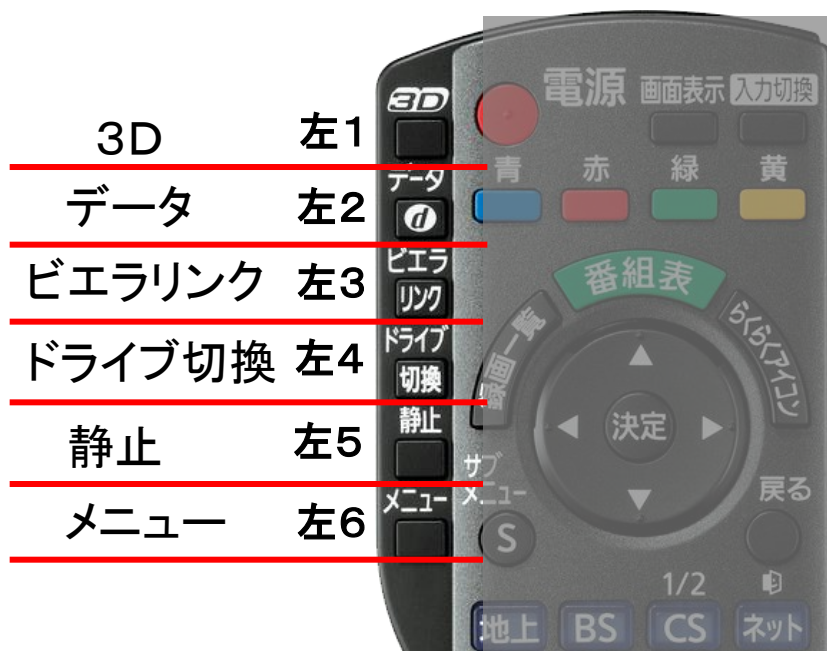 3D 左1
データ 左2
ビエラリンク 左3
ドライブ切換 左4
静止 左5
メニュー 左6
3D
データ
d
ビエラ
リンク
ドライブ
切換
静止
メニュー
電源 画面表示 入力切換
青 赤 緑 黄
番組表
録画一覧
らくらくアイコン
決定
サブ
メニュー
S
戻る
1/2
地上 BS CS ネット